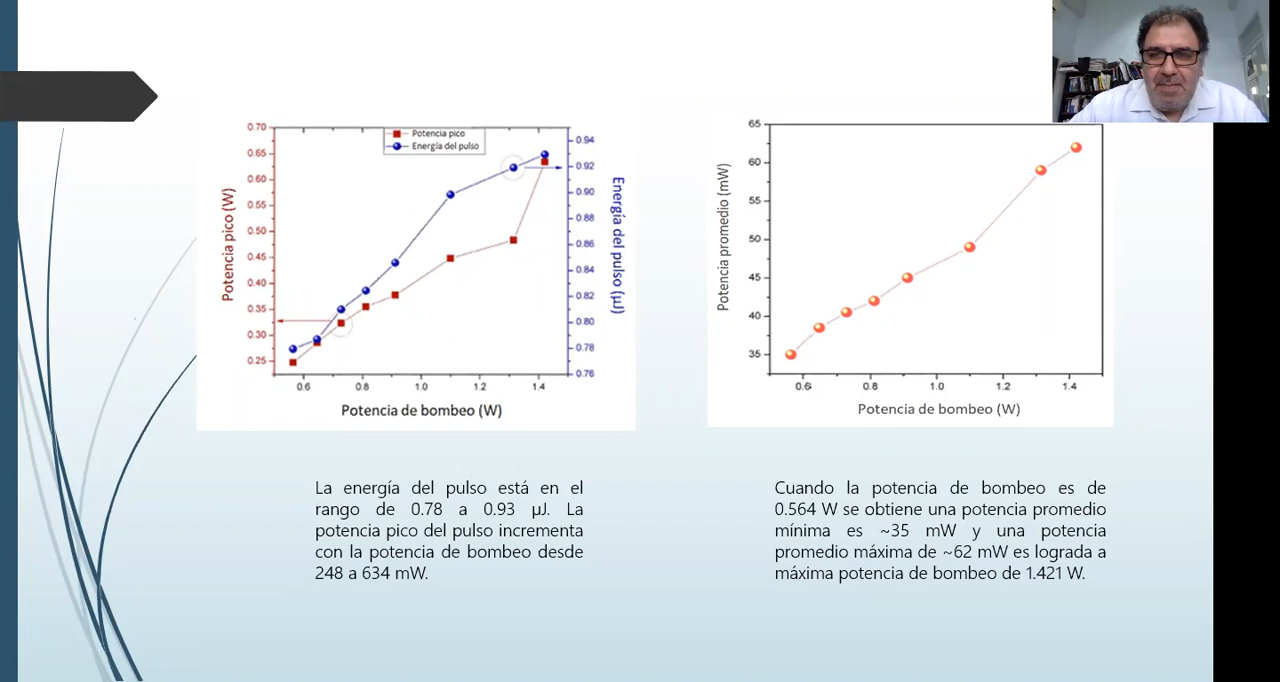 Potencia pico
Energía del pulso
0.70
0.65
0.60
0.55
0.50
0.45
0.40
0.35
0.30
0.25
Potencia pico (W)
0.94
0.92
0.90
0.88
0.86
0.84
0.82
0.80
0.78
0.76
Energía del pulso (µJ)
0.6 0.8 1.0 1.2 1.4
Potencia de bombeo (W)
65
60
55
50
45
40
35
Potencia promedio (mW)
0.6 0.8 1.0 1.2 1.4
Potencia de bombeo (W)
La energía del pulso está en el
rango de 0.78 a 0.93 µJ. La
potencia pico del pulso incrementa
con la potencia de bombeo desde
248 a 634 mW.
Cuando la potencia de bombeo es de
0.564 W se obtiene una potencia promedio
mínima es ~35 mW y una potencia
promedio máxima de ~62 mW es lograda a
máxima potencia de bombeo de 1.421 W.